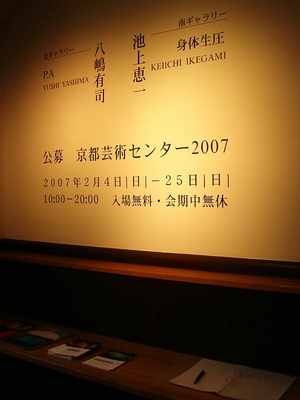 南ギャラリー
池上恵一
身体生圧
KEIICHI IKEGAMI
北ギャラリー
八嶋有司
P.A
YUSHI YASHIMA
公募　京都芸術センター2007
2007年2月4日|日|−25日|日|
10:00−20:00　入場無料・会期中無休